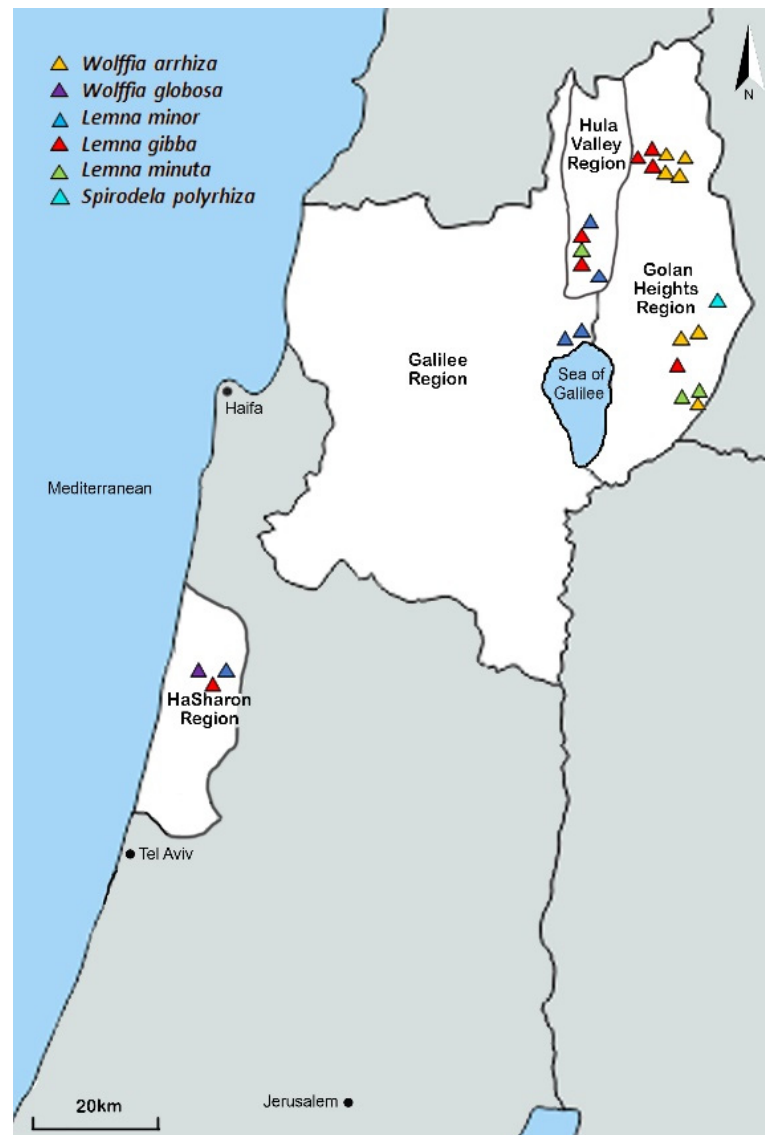 Wolffia arrhiza
Wolffia globosa
Lemna minor
Lemna gibba
Lemna minuta
Spirodela polyrhiza
N
Hula
Valley
Region
Golan
Heights
Region
Galilee
Region
Sea of
Galilee
Haifa
Mediterranean
HaSharon
Region
Tel Aviv
Jerusalem
20km